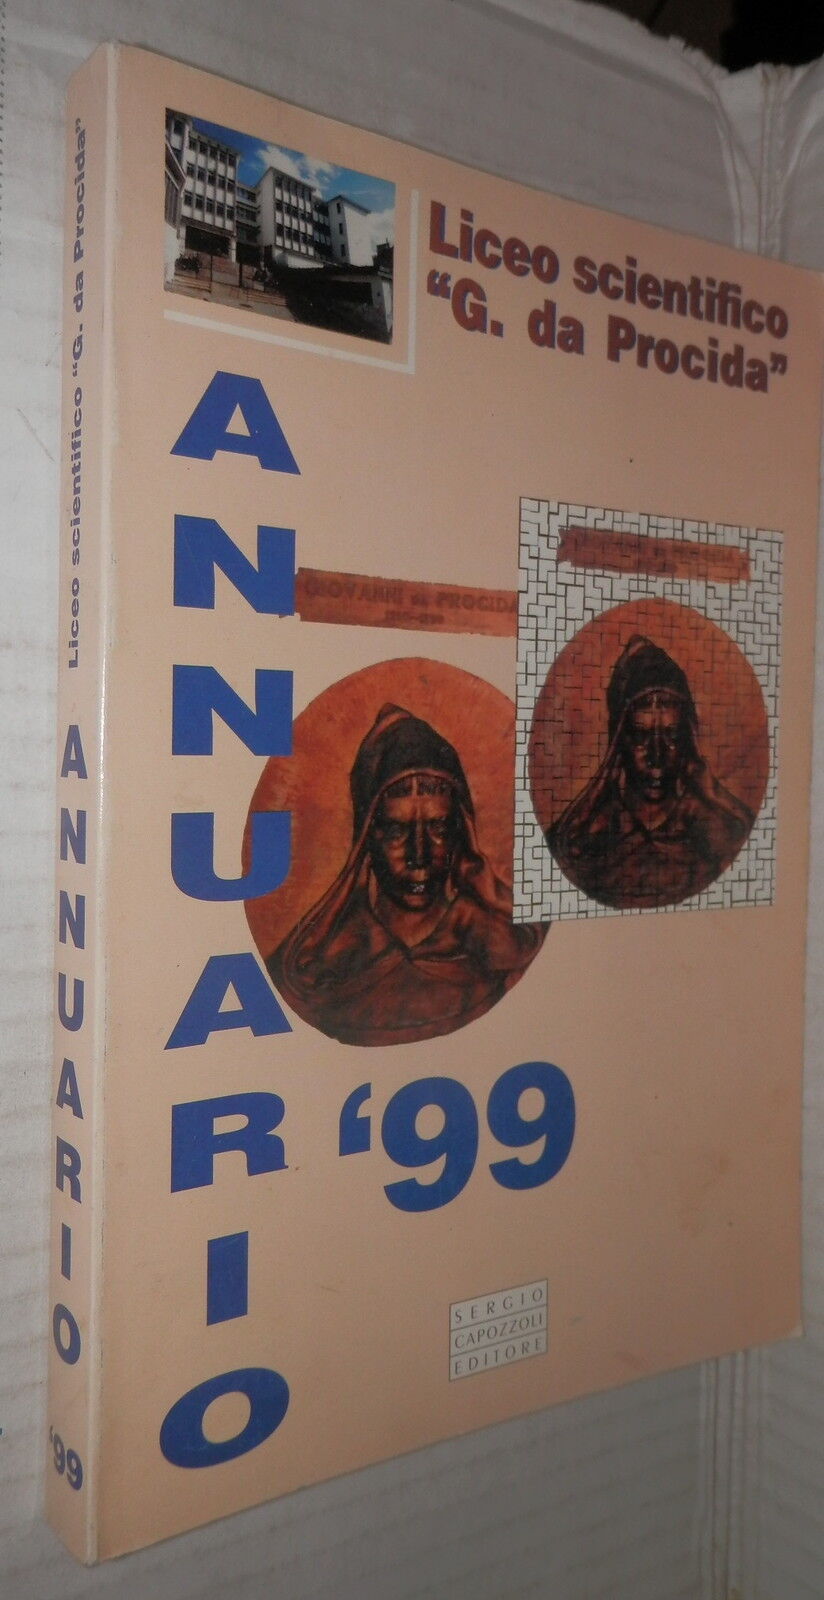 Liceo scientifico "G. da Procida" ANNUARIO '99
Liceo scientifico
"G. da Procida"
ANNUARIO
'99
GIOVANNI DA PROCIDA
SERGIO
CAPOZZOLI
EDITORE